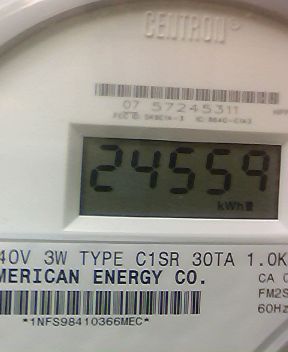 CENTRON®
07 57245311
24559
kWh
40V 3W TYPE C1SR 30TA 1.0K
MERICAN ENERGY CO.
CA 0
FM2S
60Hz
*1NFS98410366MEC*